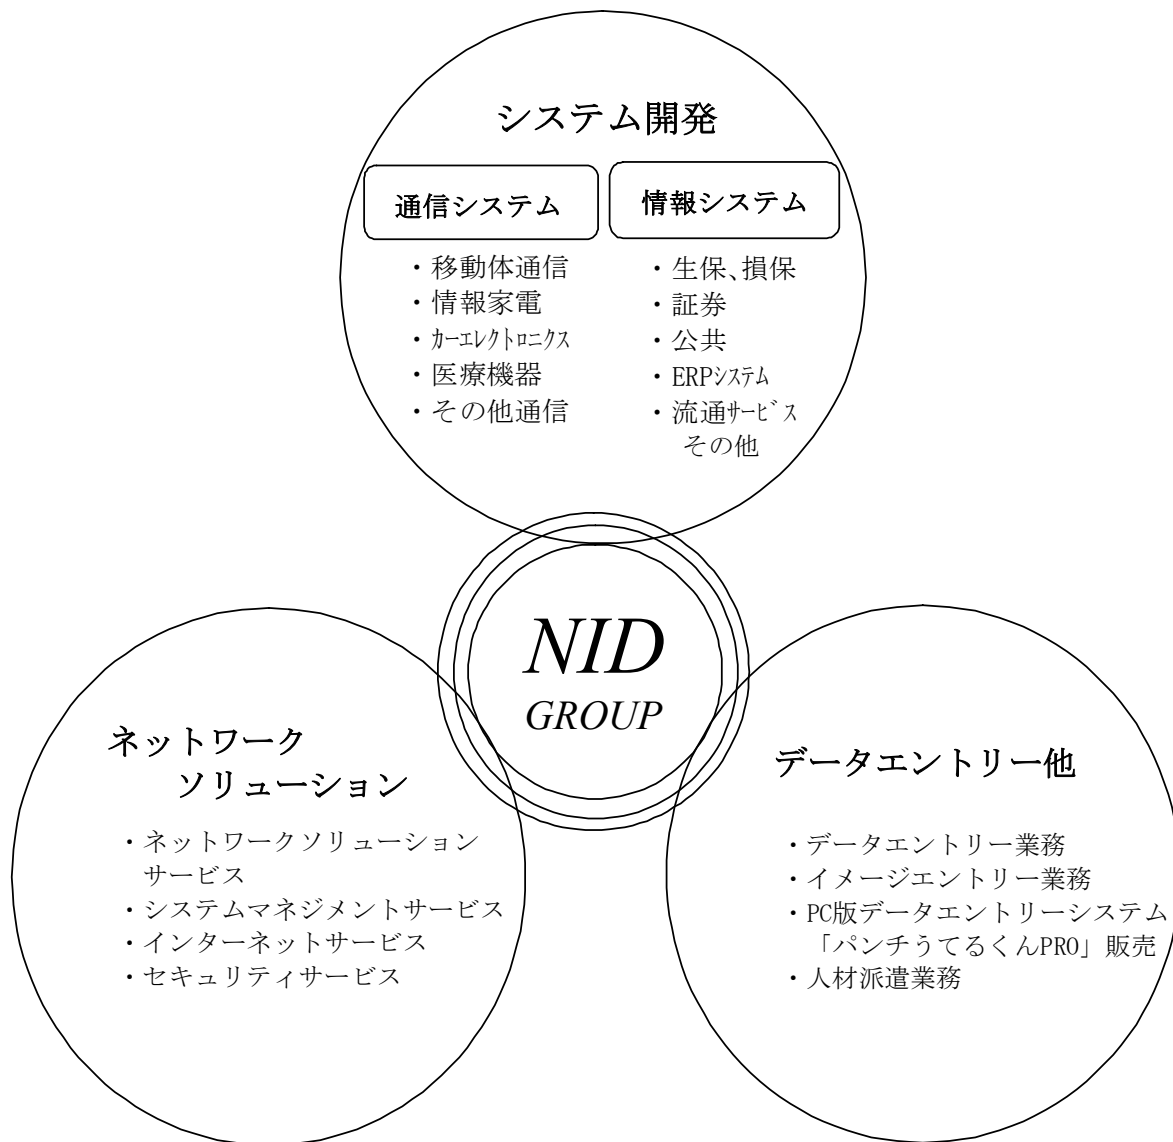 システム開発
通信システム
・移動体通信
・情報家電
・ｶｰｴﾚｸﾄﾛﾆｸｽ
・医療機器
・その他通信
情報システム
・生保、損保
・証券
・公共
・ERPｼｽﾃﾑ
・流通ｻｰﾋﾞｽ
その他
NID
GROUP
ネットワーク
ソリューション
・ネットワークソリューション
サービス
・システムマネジメントサービス
・インターネットサービス
・セキュリティサービス
データエントリー他
・データエントリー業務
・イメージエントリー業務
・PC版データエントリーシステム
「パンチうてるくんPRO」販売
・人材派遣業務